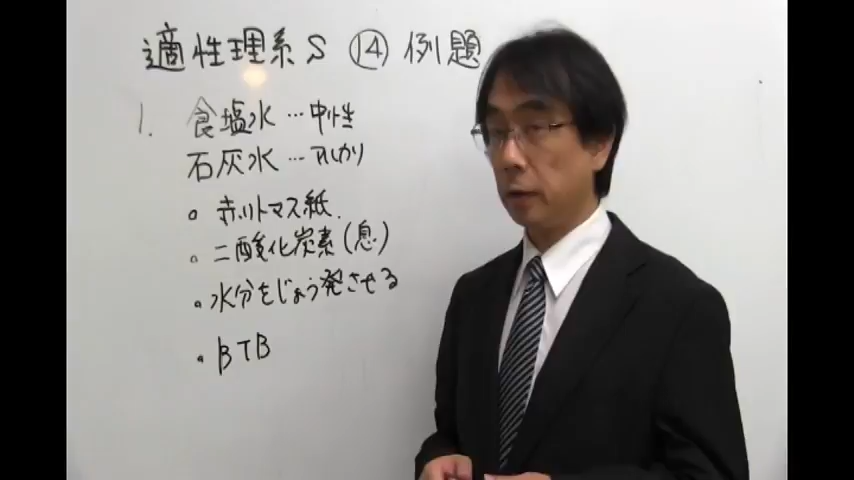 適性理系S ⑭ 例題
1. 食塩水…中性
石灰水…アルカリ
○ 赤リトマス紙.
○ 二酸化炭素(息)
• 水分をじょう発させる
• BTB